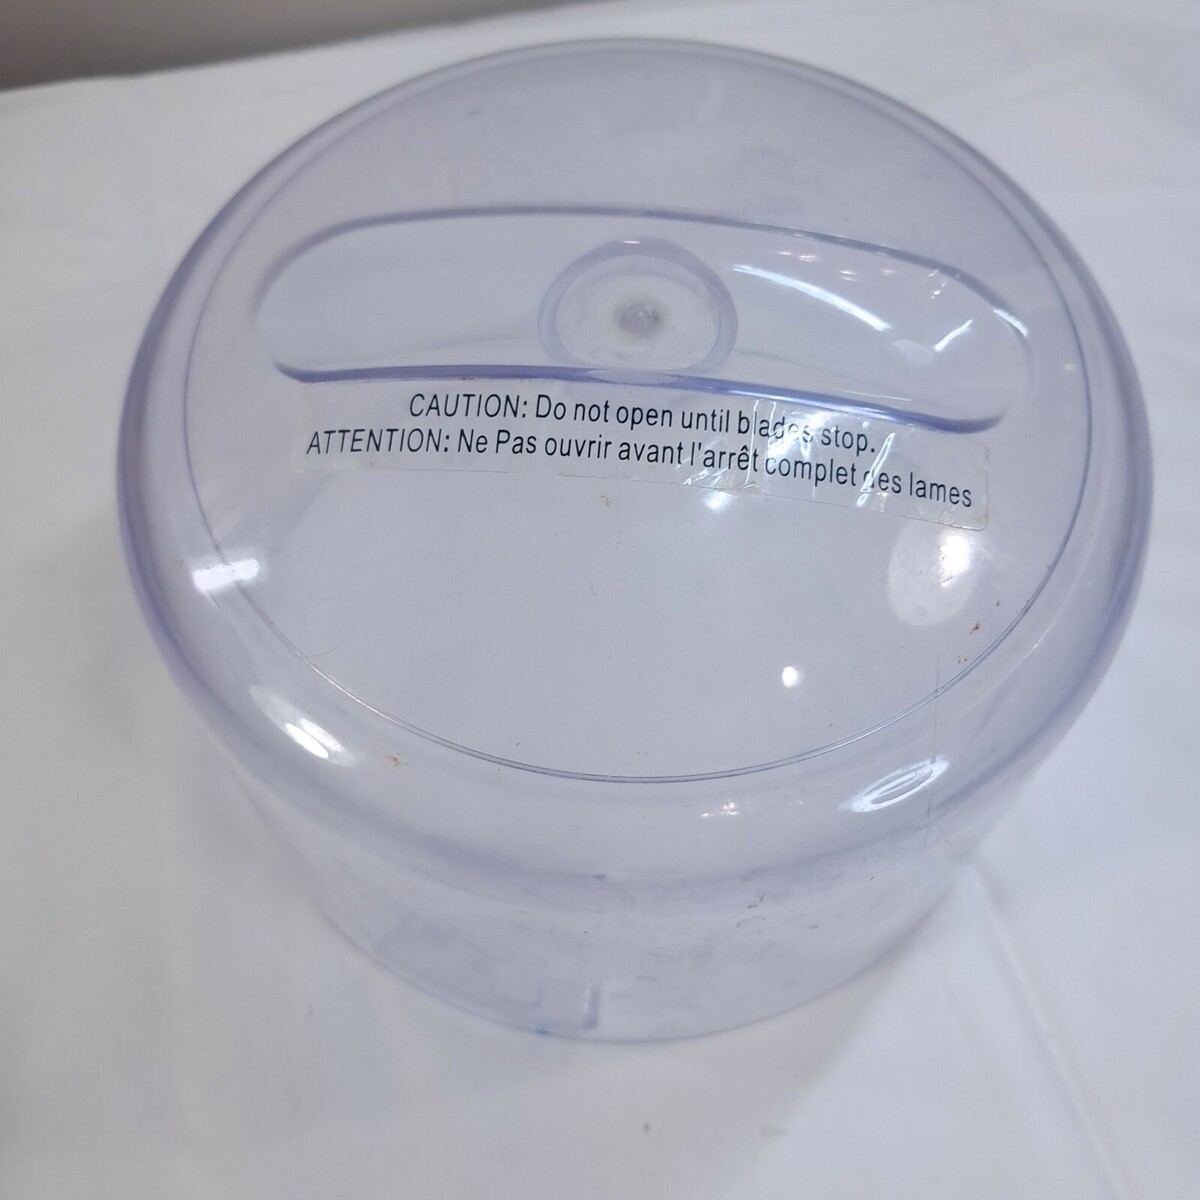 CAUTION: Do not open until blades stop.
ATTENTION: Ne Pas ouvrir avant l'arrêt complet des lames